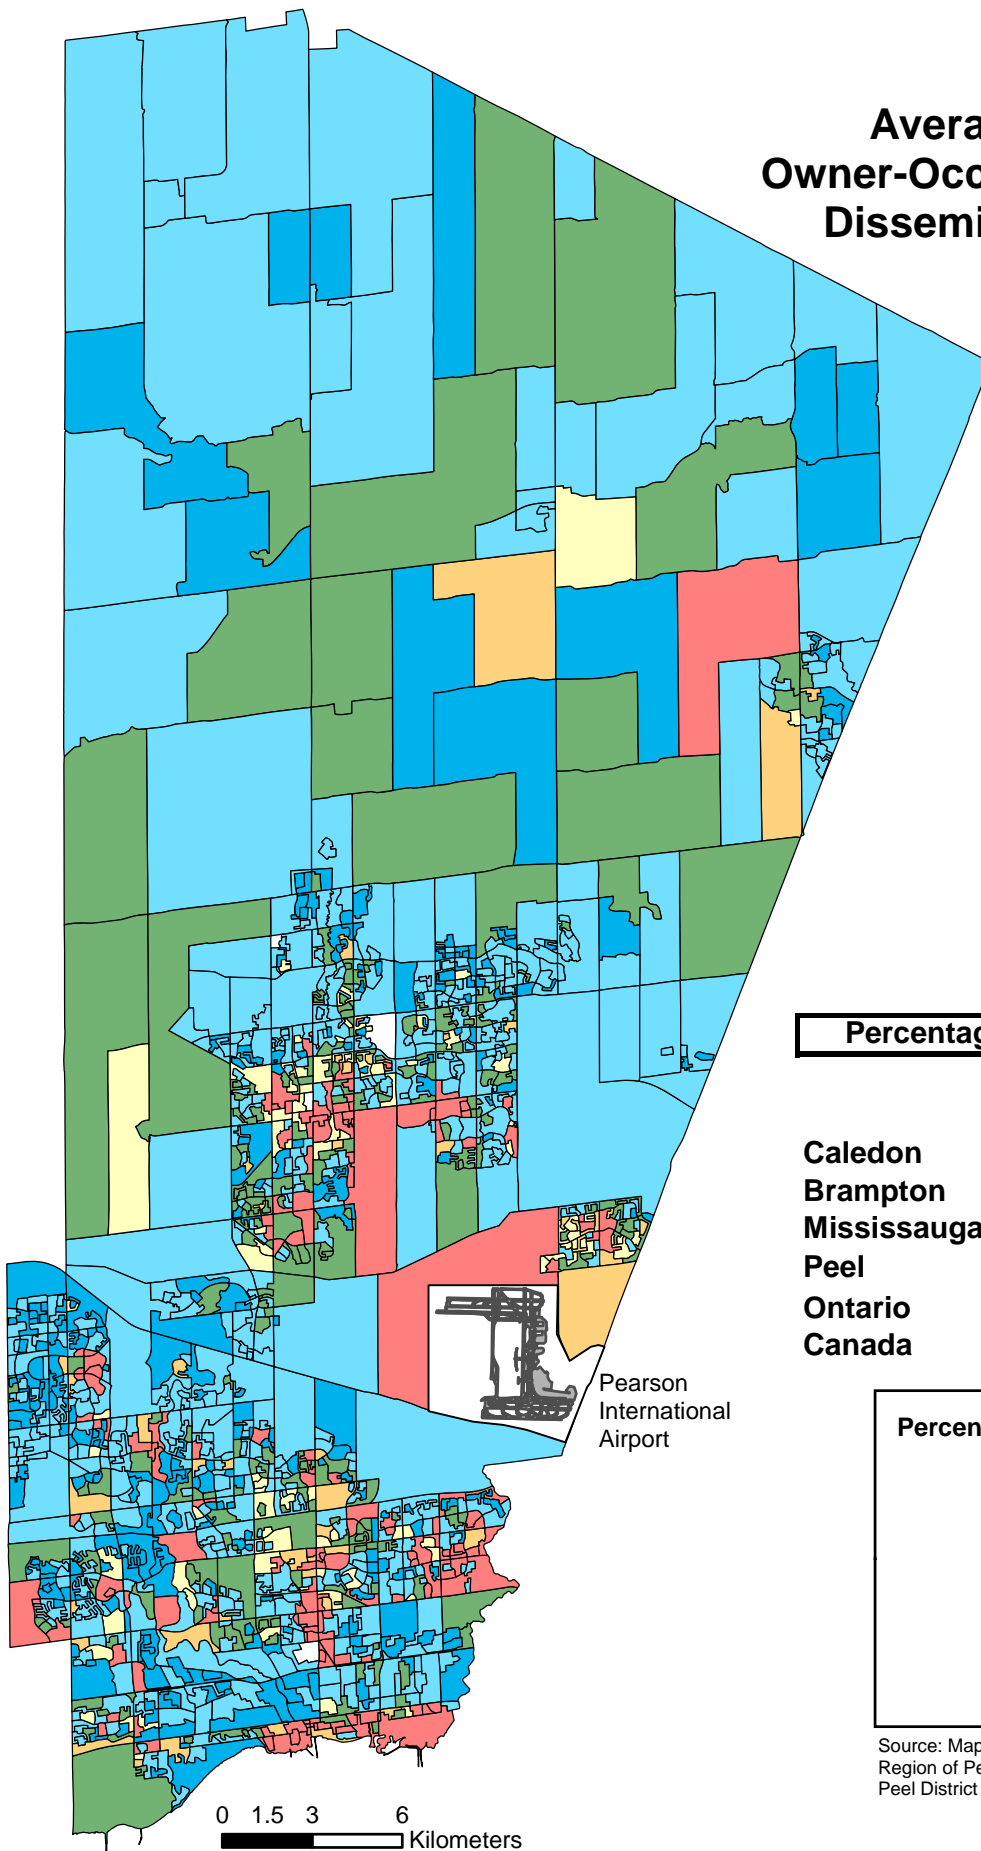 Avera
Owner-Occ
Dissemi
Percentag
Caledon
Brampton
Mississauga
Peel
Ontario
Canada
Pearson
International
Airport
Percen
Source: Map
Region of Pe
Peel District
0 1.5 3 6
Kilometers